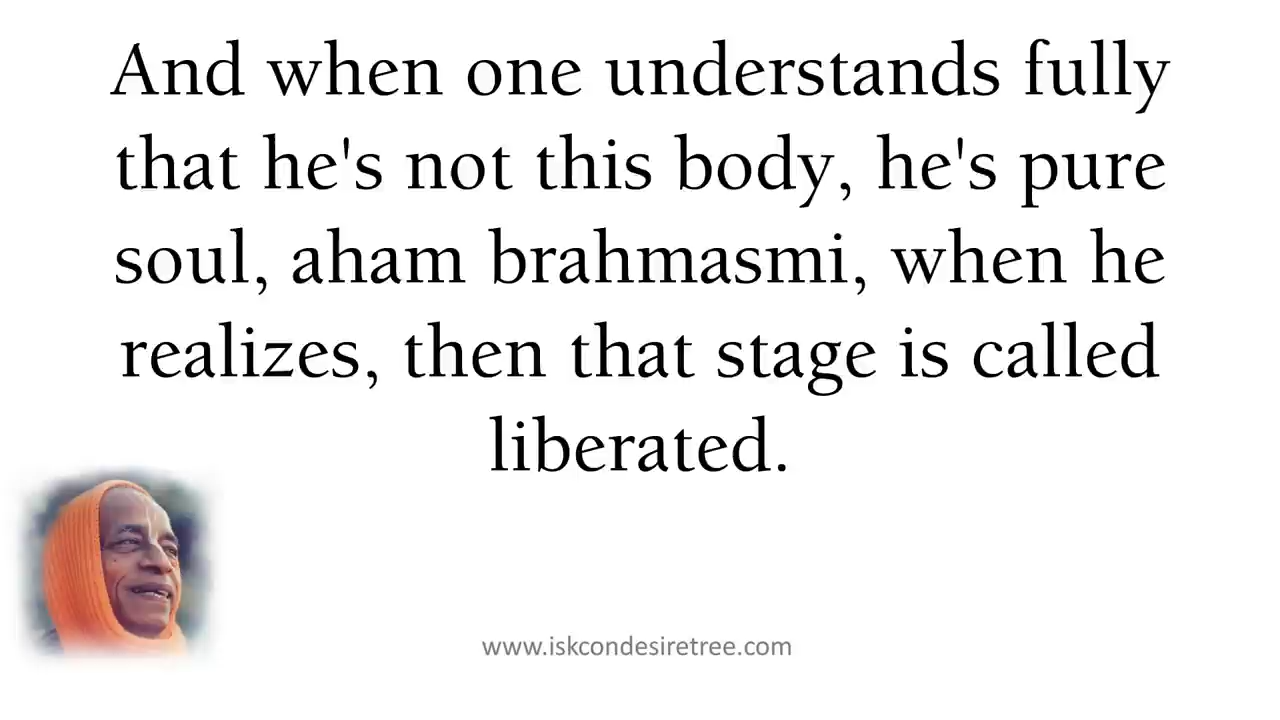 And when one understands fully
that he's not this body, he's pure
soul, aham brahmasmi, when he
realizes, then that stage is called
liberated.
www.iskcondesiretree.com